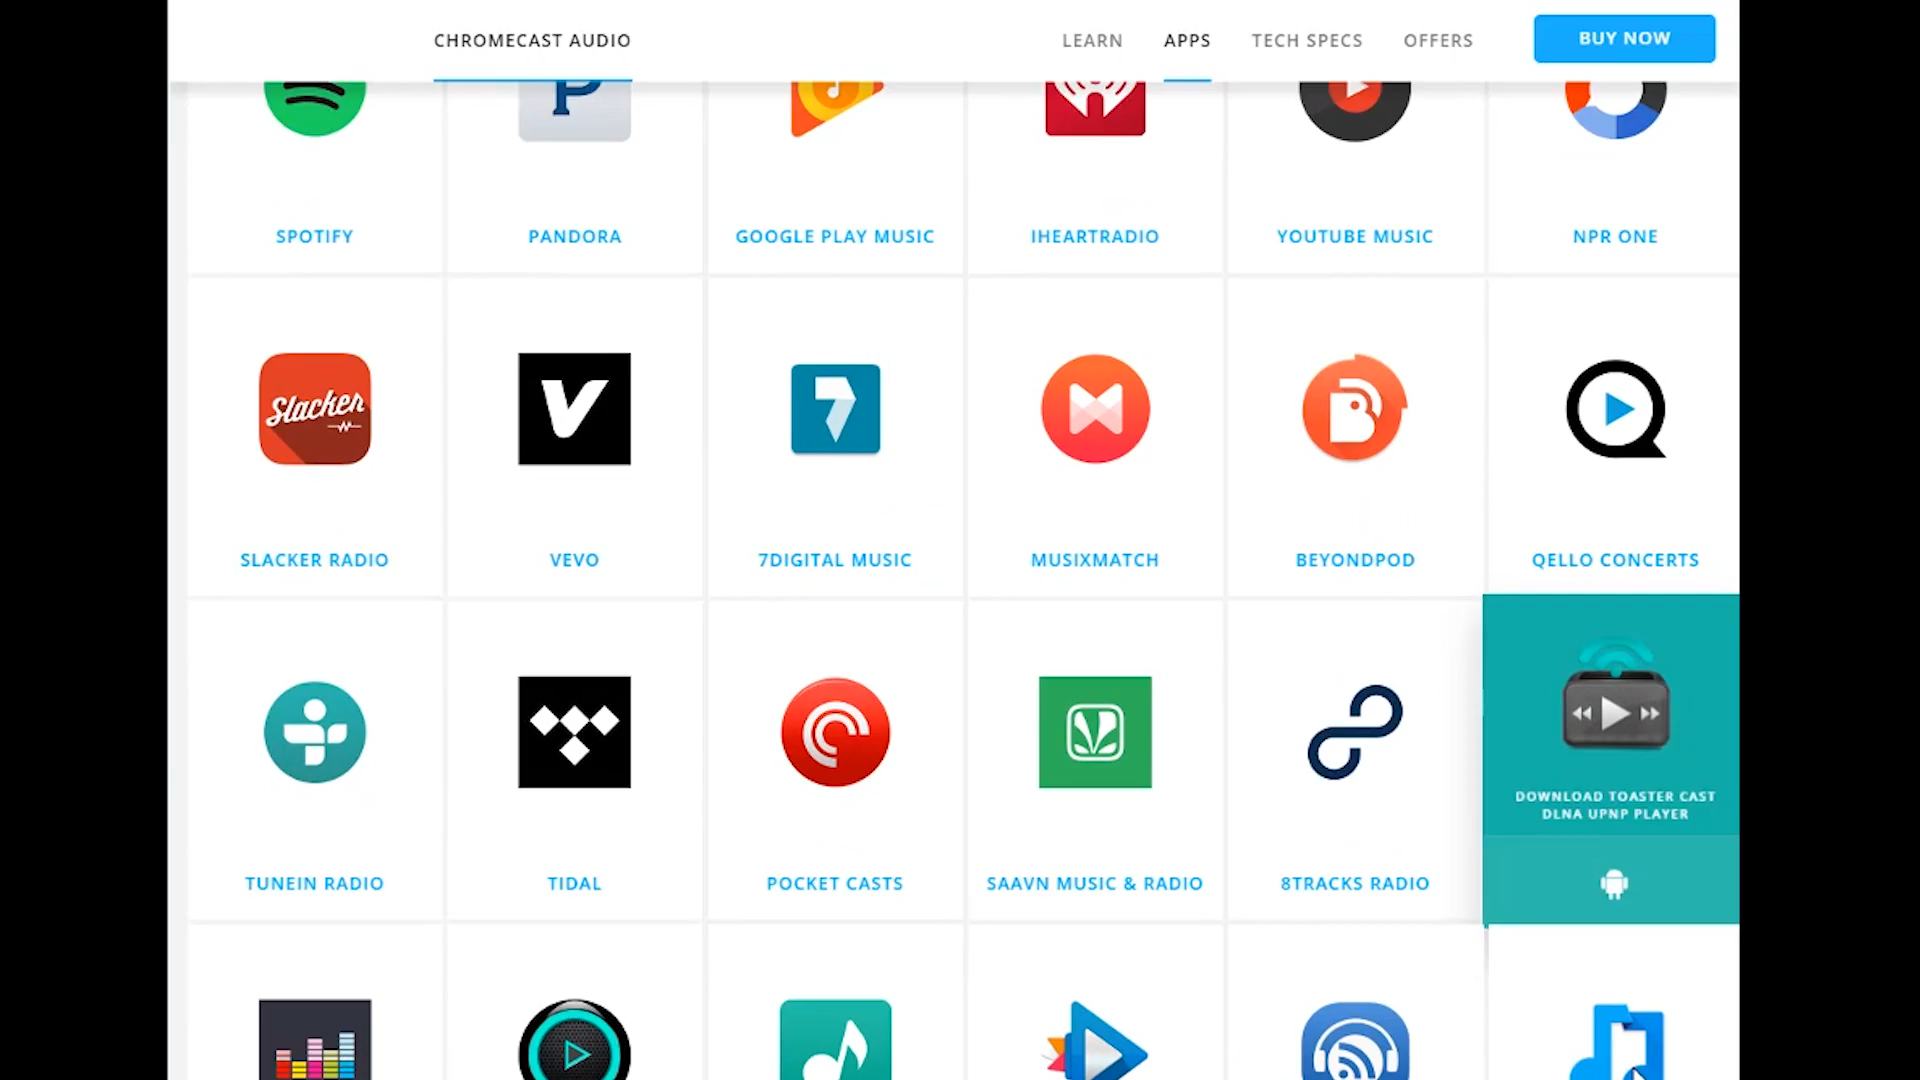 CHROMECAST AUDIO
LEARN
APPS
TECH SPECS
OFFERS
BUY NOW
P
SPOTIFY
PANDORA
GOOGLE PLAY MUSIC
IHEARTRADIO
YOUTUBE MUSIC
NPR ONE
Slacker
V
7
B
SLACKER RADIO
VEVO
7DIGITAL MUSIC
MUSIXMATCH
BEYONDPOD
QELLO CONCERTS
DOWNLOAD TOASTER CAST
DLNA UPNP PLAYER
TUNEIN RADIO
TIDAL
POCKET CASTS
SAAVN MUSIC & RADIO
8TRACKS RADIO